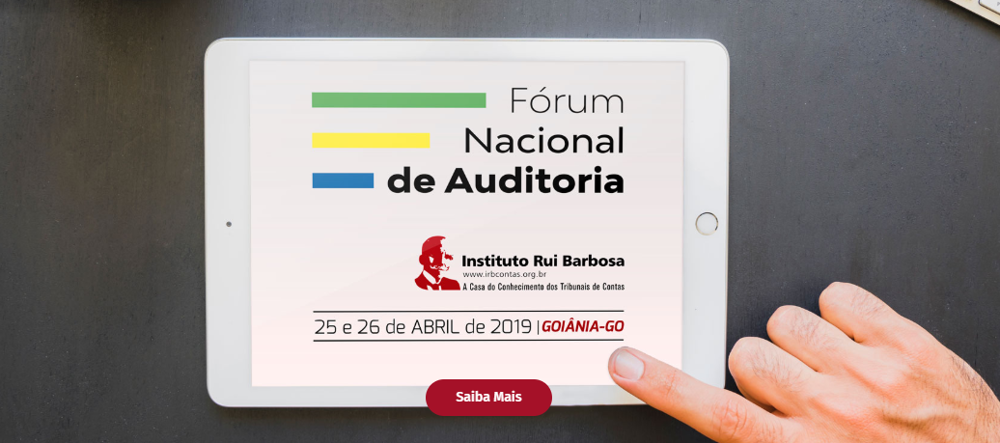 Fórum
Nacional
de Auditoria
Instituto Rui Barbosa
www.irbcontas.org.br
A Casa do Conhecimento dos Tribunais de Contas
25 e 26 de ABRIL de 2019 | GOIÂNIA-GO
Saiba Mais